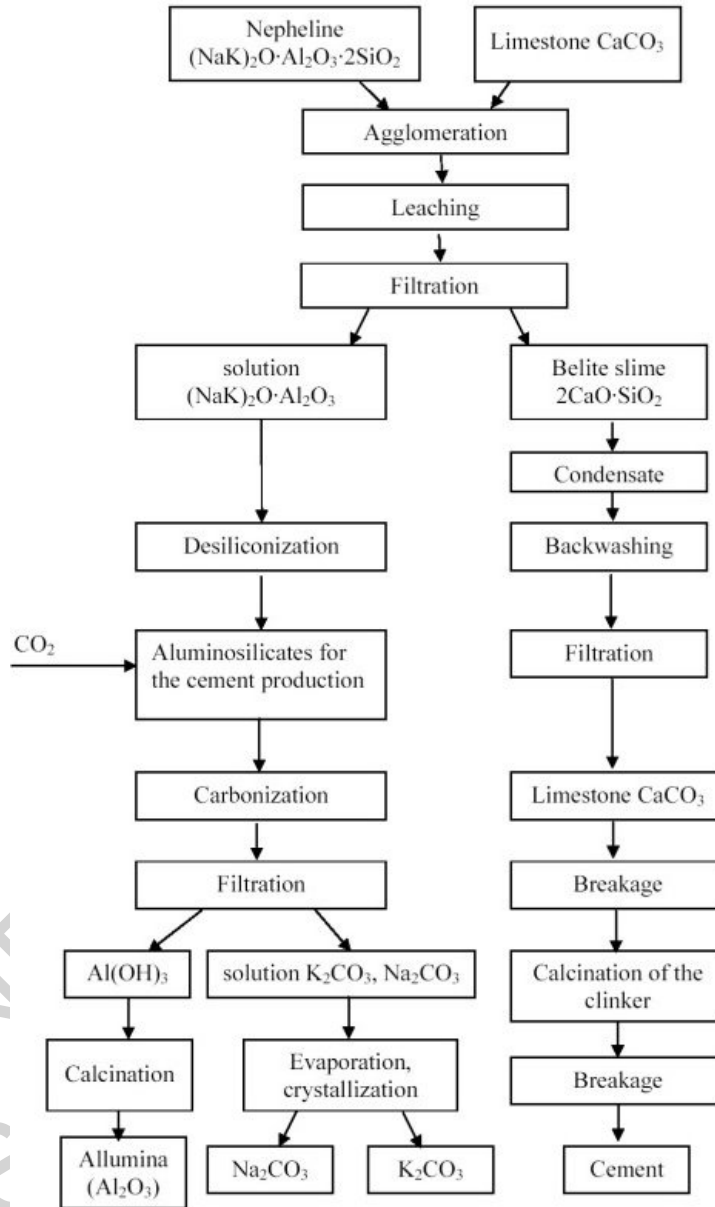 Nepheline
(NaK)₂O·Al₂O₃·2SiO₂
Limestone CaCO₃
Agglomeration
Leaching
Filtration
solution
(NaK)₂O·Al₂O₃
Belite slime
2CaO·SiO₂
Condensate
Desiliconization
Backwashing
CO₂
Aluminosilicates for
the cement production
Filtration
Carbonization
Limestone CaCO₃
Filtration
Breakage
Al(OH)₃
solution K₂CO₃, Na₂CO₃
Calcination of the
clinker
Calcination
Evaporation,
crystallization
Breakage
Allumina
(Al₂O₃)
Na₂CO₃
K₂CO₃
Cement